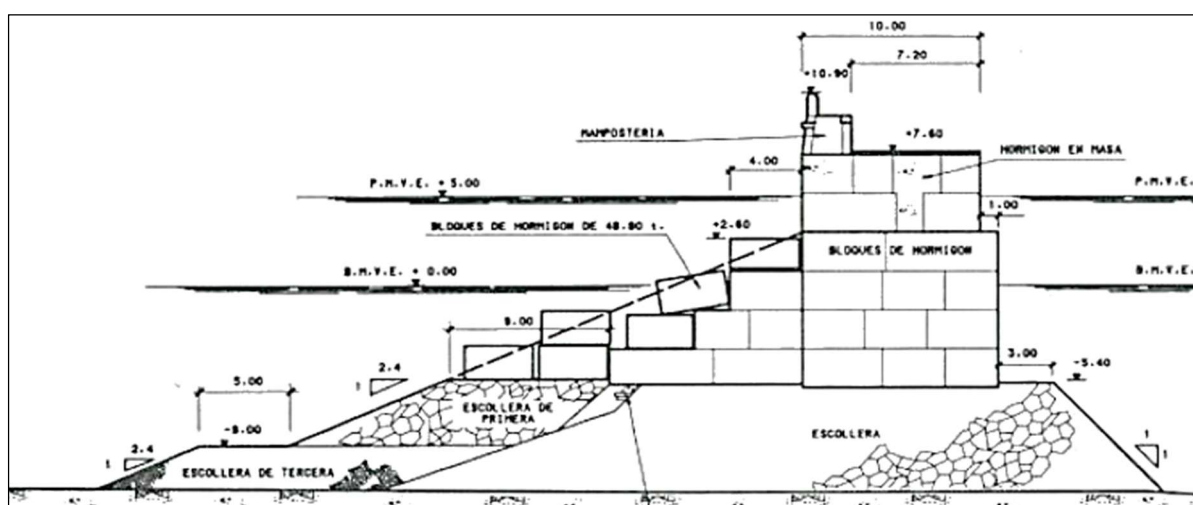 10.00
7.20
+10.90
MAMPOSTERIA
+7.60
HORMIGON EN MASA
4.00
P.M.V.E. + 5.00
P.M.V.E.
BLOQUES DE HORMIGON DE 48.80 t.
+2.60
1.00
BLOQUES DE HORMIGON
B.M.V.E. + 0.00
B.M.V.E.
9.00
2.4
1
3.00
-5.40
5.00
ESCOLLERA DE
PRIMERA
-9.00
ESCOLLERA
2.4
1
ESCOLLERA DE TERCERA
1
1